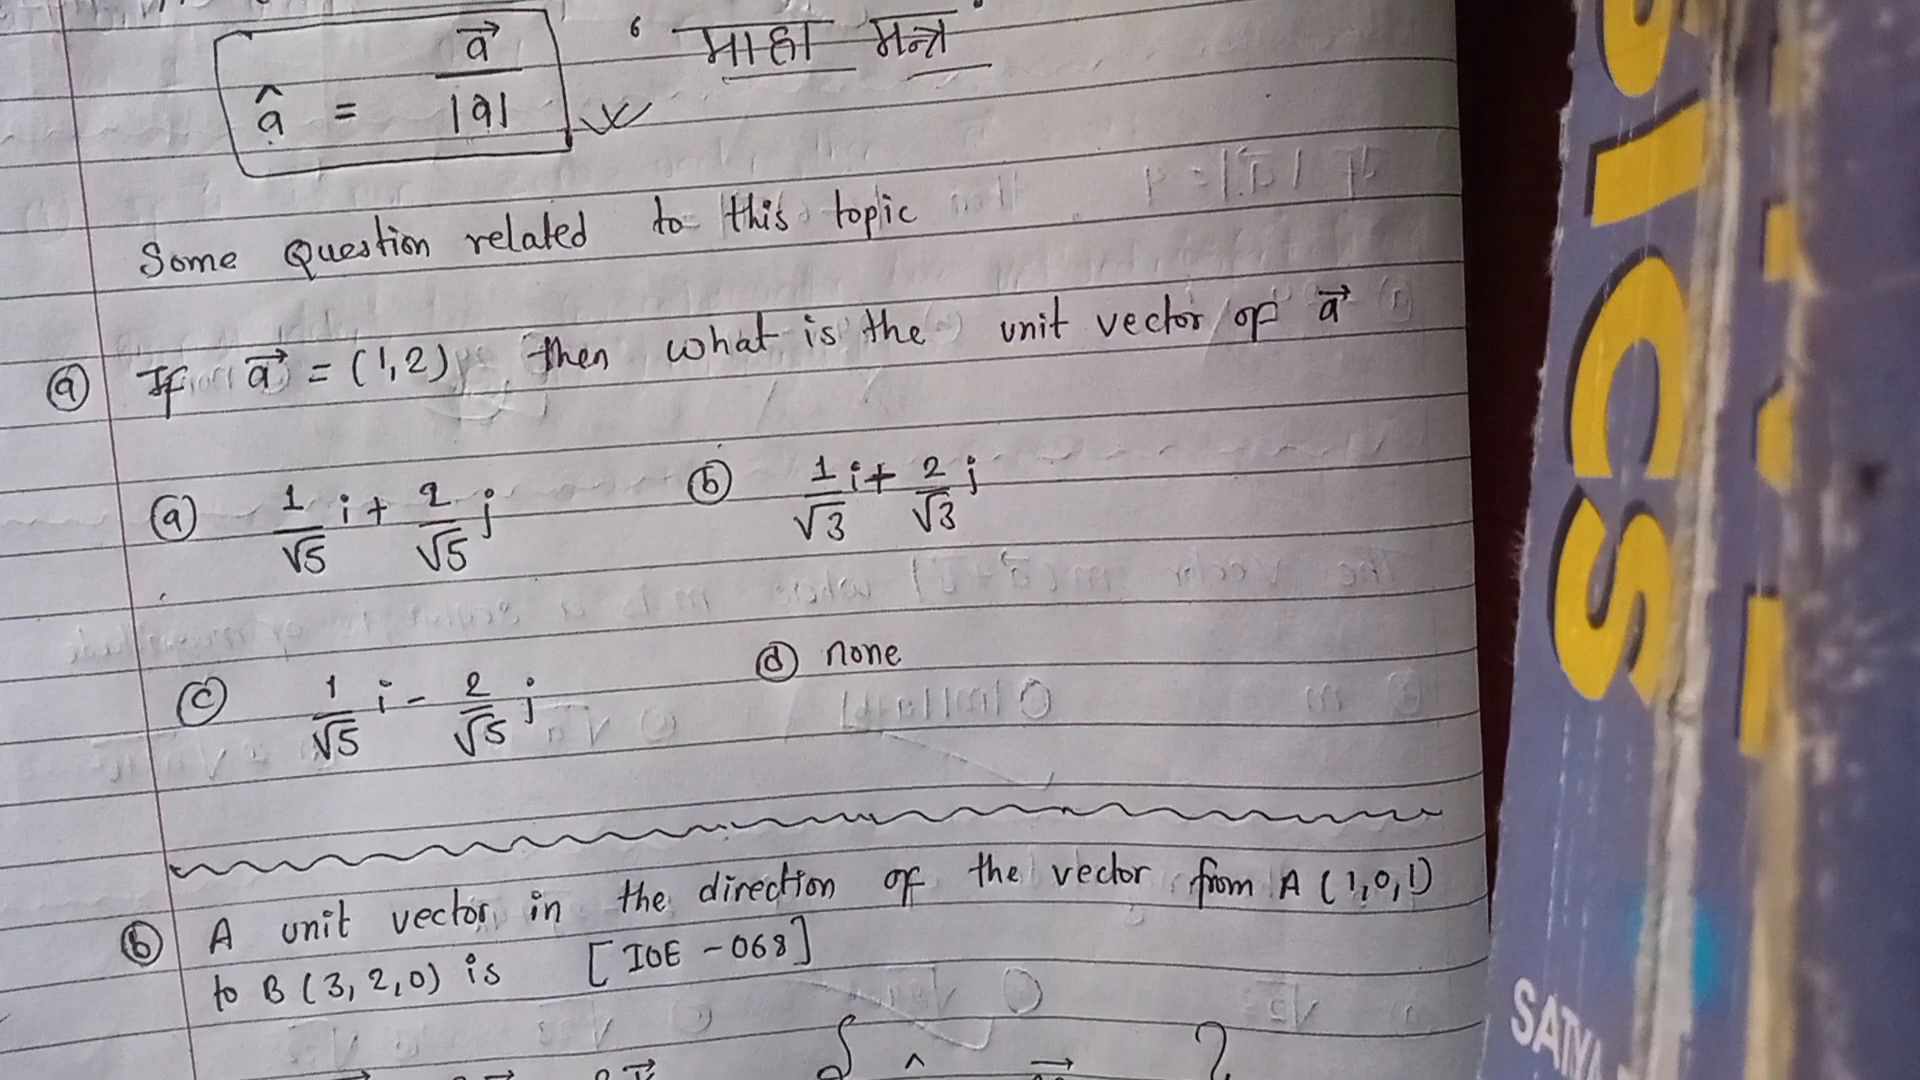 â = a⃗ / |a| ' माहा मन्त्र '
Some Question related to this topic
ⓐ If a⃗ = (1,2), then what is the unit vector of a⃗
ⓐ 1/√5 i + 2/√5 j ⓑ 1/√3 i + 2/√3 j
ⓒ 1/√5 i - 2/√5 j ⓓ none
ⓑ A unit vector in the direction of the vector from A (1,0,1)
to B (3,2,0) is [IOE -068]
SICS
SATYA